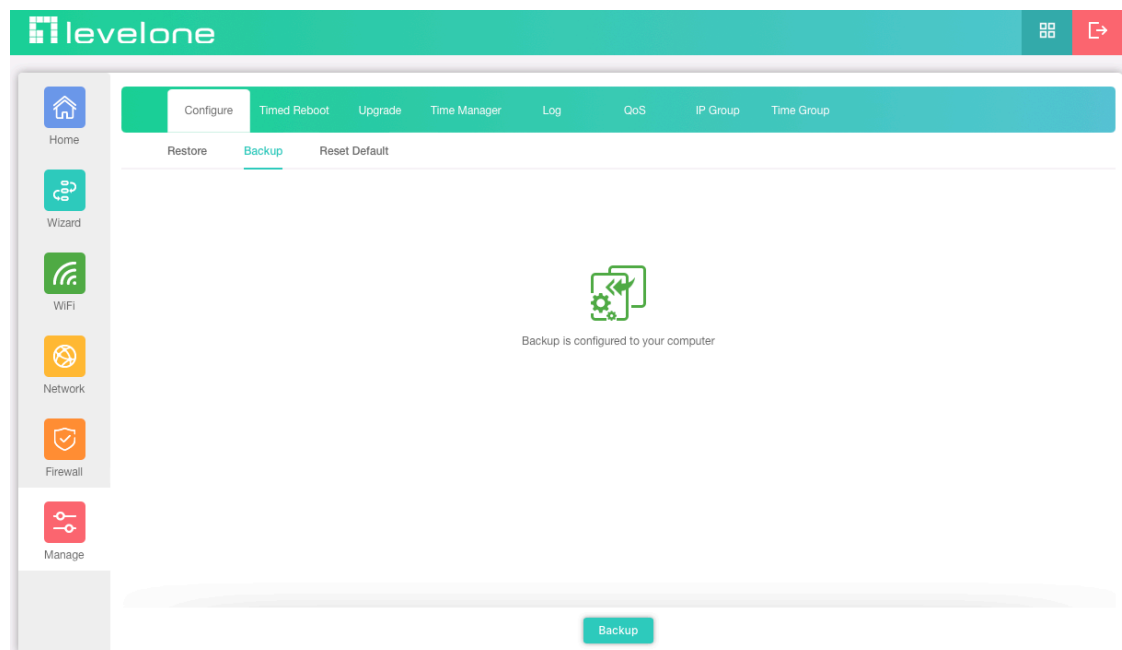 levelone
Configure Timed Reboot Upgrade Time Manager Log QoS IP Group Time Group
Restore Backup Reset Default
Home
Wizard
WiFi
Network
Firewall
Manage
Backup is configured to your computer
Backup